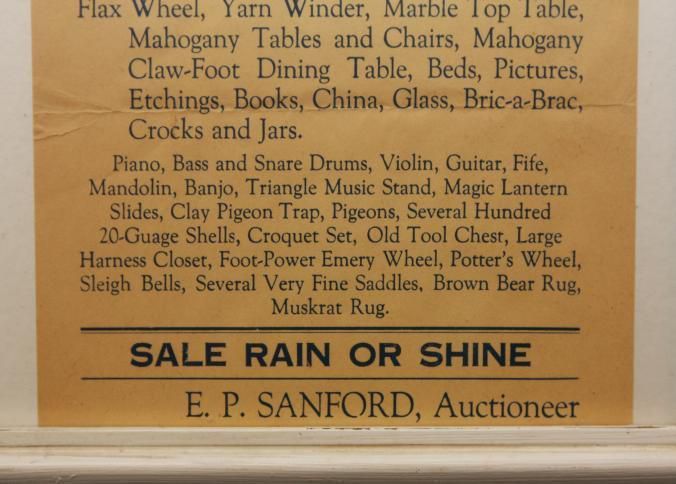 Flax Wheel, Yarn Winder, Marble Top Table,
Mahogany Tables and Chairs, Mahogany
Claw-Foot Dining Table, Beds, Pictures,
Etchings, Books, China, Glass, Bric-a-Brac,
Crocks and Jars.
Piano, Bass and Snare Drums, Violin, Guitar, Fife,
Mandolin, Banjo, Triangle Music Stand, Magic Lantern
Slides, Clay Pigeon Trap, Pigeons, Several Hundred
20-Guage Shells, Croquet Set, Old Tool Chest, Large
Harness Closet, Foot-Power Emery Wheel, Potter's Wheel,
Sleigh Bells, Several Very Fine Saddles, Brown Bear Rug,
Muskrat Rug.
SALE RAIN OR SHINE
E. P. SANFORD, Auctioneer